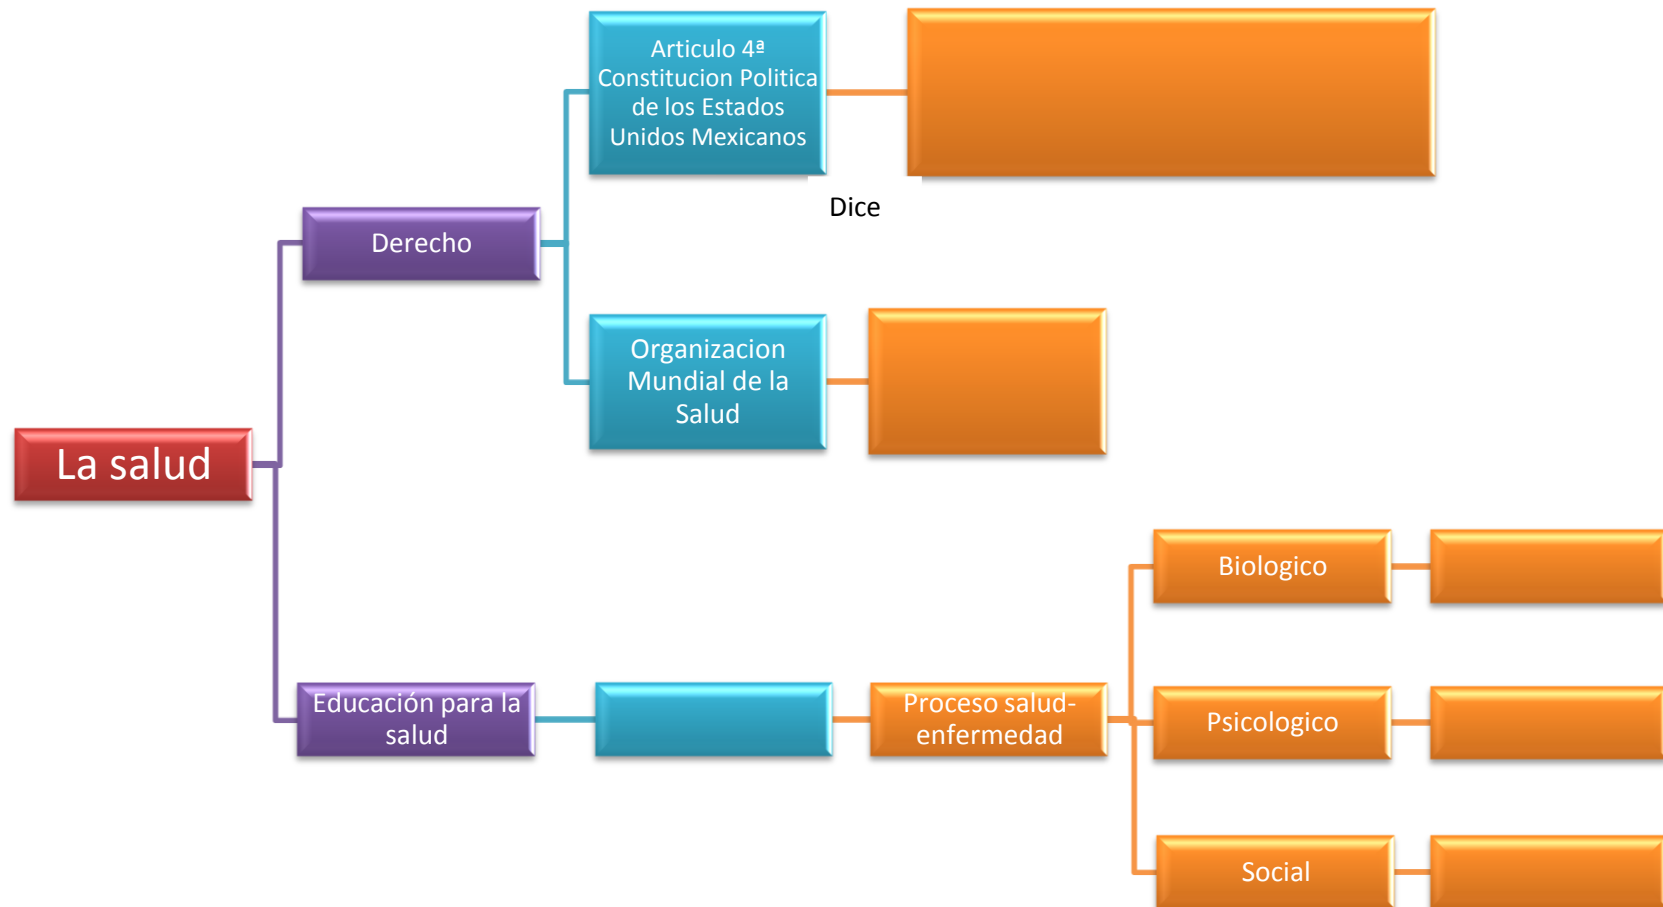 Articulo 4ª
Constitucion Politica
de los Estados
Unidos Mexicanos
Dice
Derecho
Organizacion
Mundial de la
Salud
La salud
Biologico
Educación para la
salud
Proceso salud-
enfermedad
Psicologico
Social